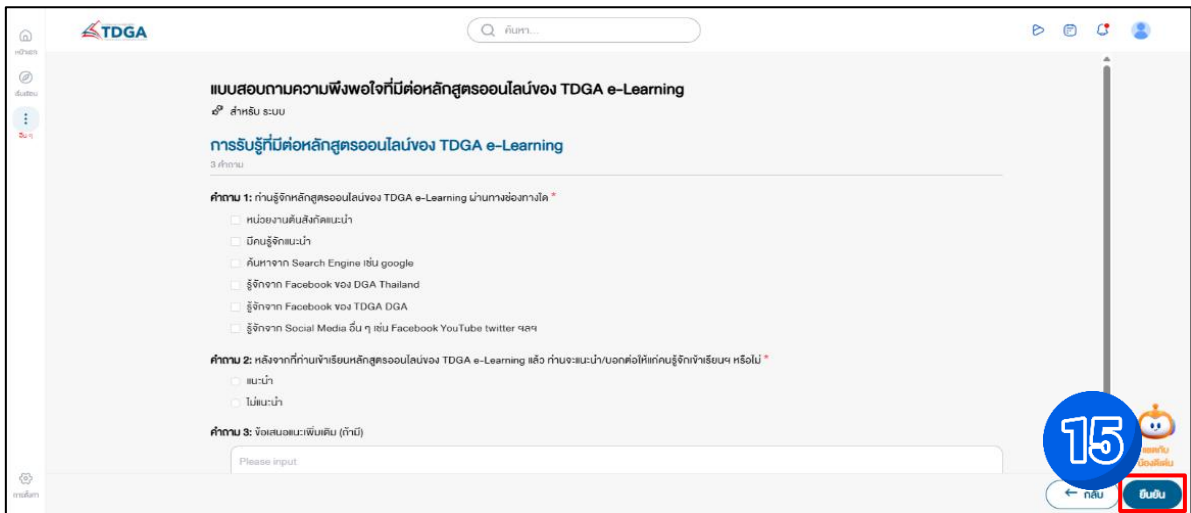 TDGA
ค้นหา...
หน้าแรก
อื่น ๆ
แบบสอบถามความพึงพอใจที่มีต่อหลักสูตรออนไลน์ของ TDGA e-Learning
สำหรับ ระบบ
การรับรู้ที่มีต่อหลักสูตรออนไลน์ของ TDGA e-Learning
3 คำถาม
คำถาม 1: ท่านรู้จักหลักสูตรออนไลน์ของ TDGA e-Learning ผ่านทางช่องทางใด *
หน่วยงานต้นสังกัดแนะนำ
มีคนรู้จักแนะนำ
ค้นหาจาก Search Engine เช่น google
รู้จักจาก Facebook ของ DGA Thailand
รู้จักจาก Facebook ของ TDGA DGA
รู้จักจาก Social Media อื่น ๆ เช่น Facebook YouTube twitter ฯลฯ
คำถาม 2: หลังจากที่ท่านเข้าเรียนหลักสูตรออนไลน์ของ TDGA e-Learning แล้ว ท่านจะแนะนำ/บอกต่อให้แก่คนรู้จักเข้าเรียนฯ หรือไม่ *
แนะนำ
ไม่แนะนำ
คำถาม 3: ข้อเสนอแนะเพิ่มเติม (ถ้ามี)
Please input
15
แชตกับ
น้องดีเด่น
การตั้งค่า
← กลับ
ยืนยัน